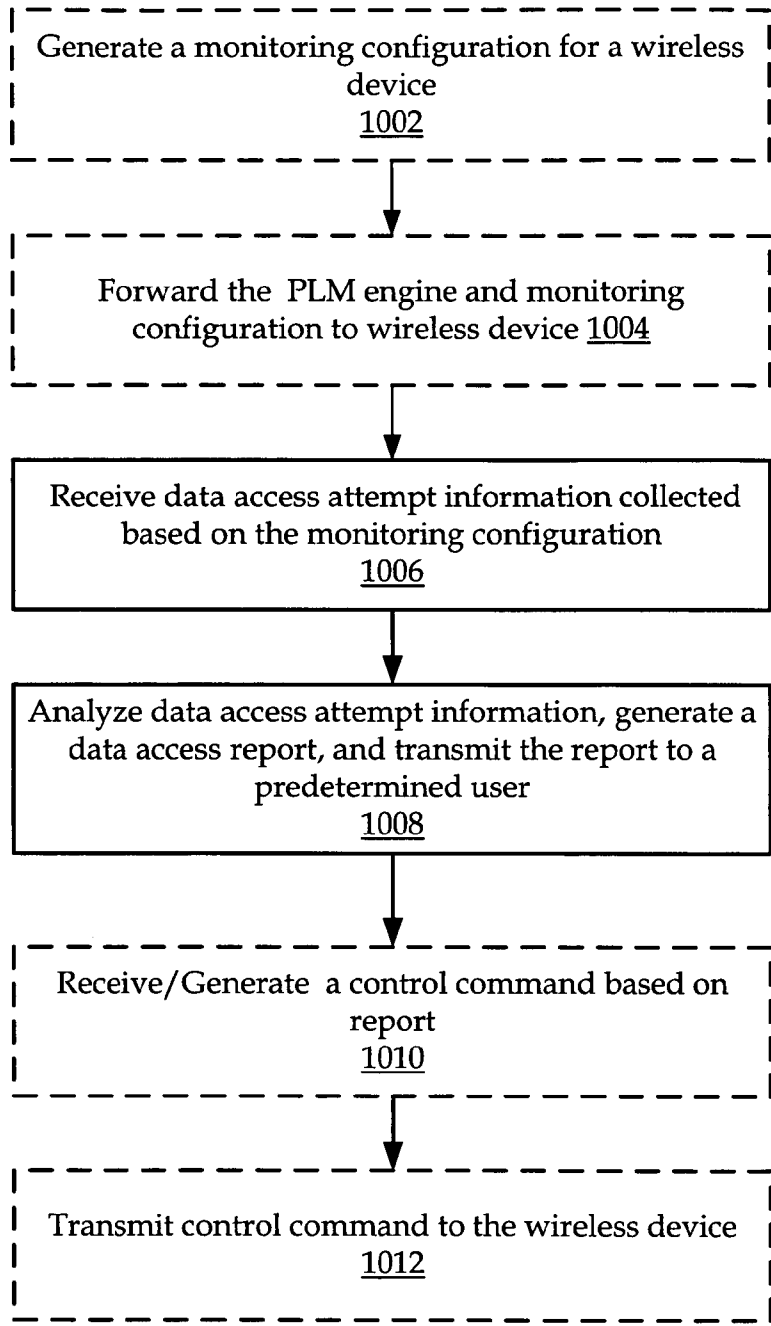 Generate a monitoring configuration for a wireless
device
1002
Forward the PLM engine and monitoring
configuration to wireless device 1004
Receive data access attempt information collected
based on the monitoring configuration
1006
Analyze data access attempt information, generate a
data access report, and transmit the report to a
predetermined user
1008
Receive/Generate a control command based on
report
1010
Transmit control command to the wireless device
1012